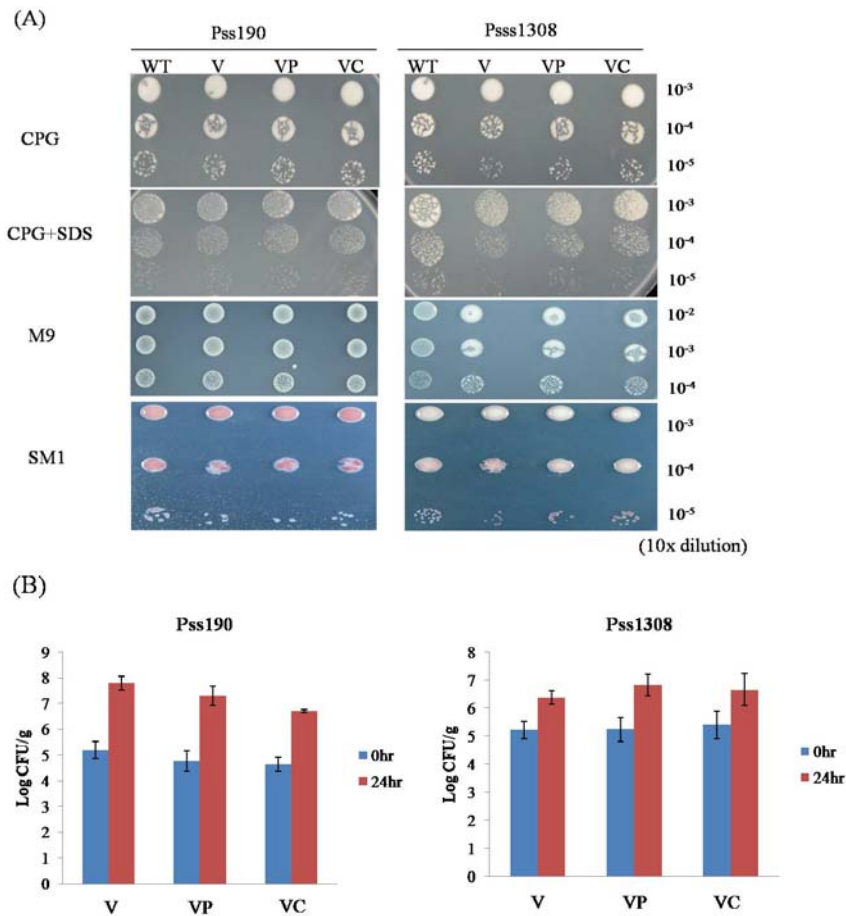 (A)
Pss190 Psss1308
WT V VP VC WT V VP VC
CPG
10-3
10-4
10-5
CPG+SDS
10-3
10-4
10-5
M9
10-2
10-3
10-4
SM1
10-3
10-4
10-5
(10x dilution)
(B)
Pss190
Log CFU/g
9
8
7
6
5
4
3
2
1
0
V VP VC
0hr
24hr
Pss1308
Log CFU/g
8
7
6
5
4
3
2
1
0
V VP VC
0hr
24hr